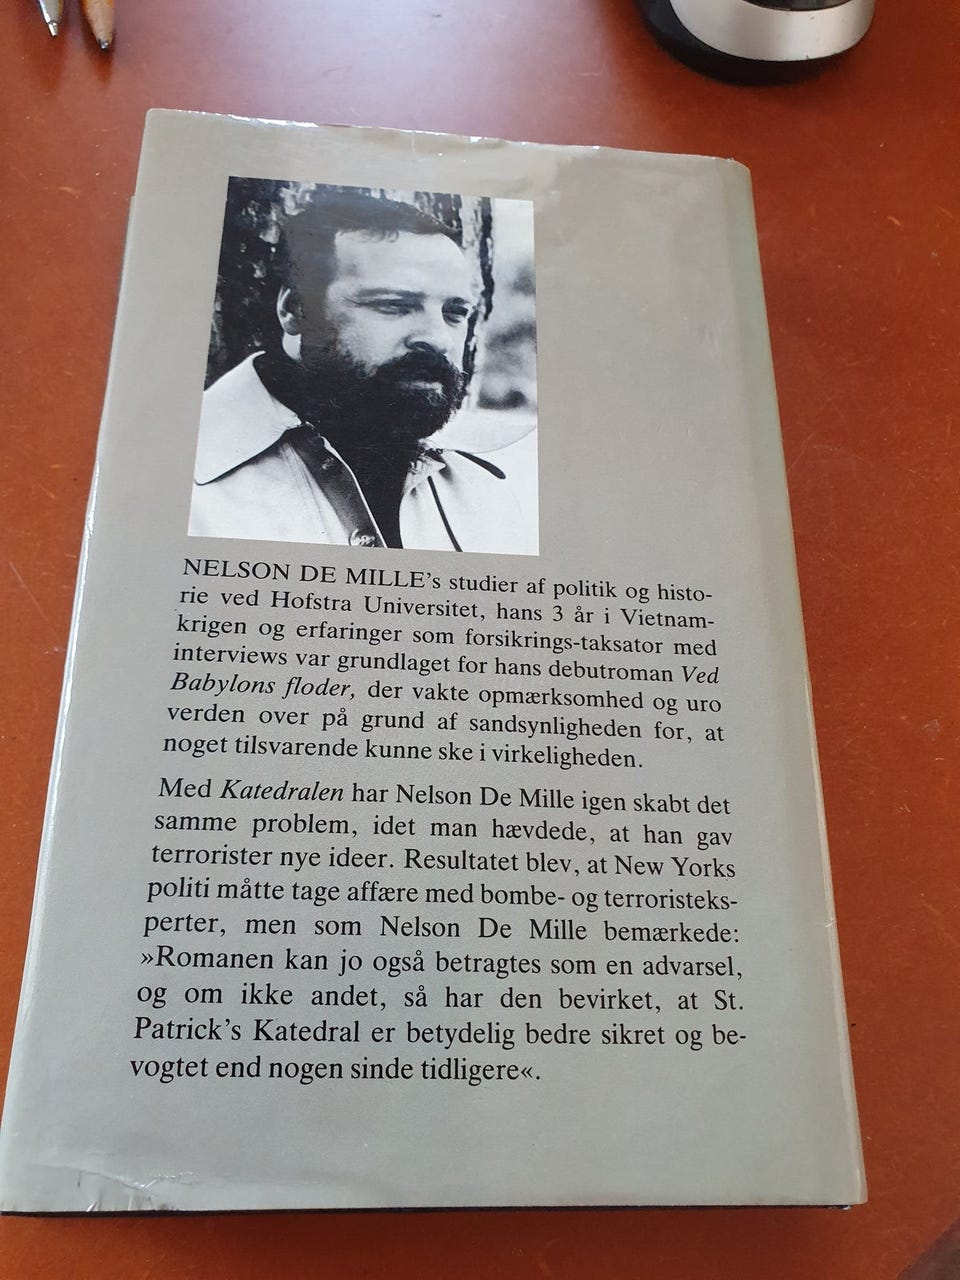 NELSON DE MILLE's studier af politik og histo-
rie ved Hofstra Universitet, hans 3 år i Vietnam-
krigen og erfaringer som forsikrings-taksator med
interviews var grundlaget for hans debutroman Ved
Babylons floder, der vakte opmærksomhed og uro
verden over på grund af sandsynligheden for, at
noget tilsvarende kunne ske i virkeligheden.
Med Katedralen har Nelson De Mille igen skabt det
samme problem, idet man hævdede, at han gav
terrorister nye ideer. Resultatet blev, at New Yorks
politi måtte tage affære med bombe- og terroristeks-
perter, men som Nelson De Mille bemærkede:
»Romanen kan jo også betragtes som en advarsel,
og om ikke andet, så har den bevirket, at St.
Patrick's Katedral er betydelig bedre sikret og be-
vogtet end nogen sinde tidligere«.